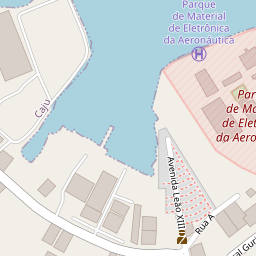 Parque
de Material
de Eletrônica
da Aeronáutica
H
Caju
Par
de Mater
de Elet
da Aero
Avenida Leão XIII
Rua A
al Gur